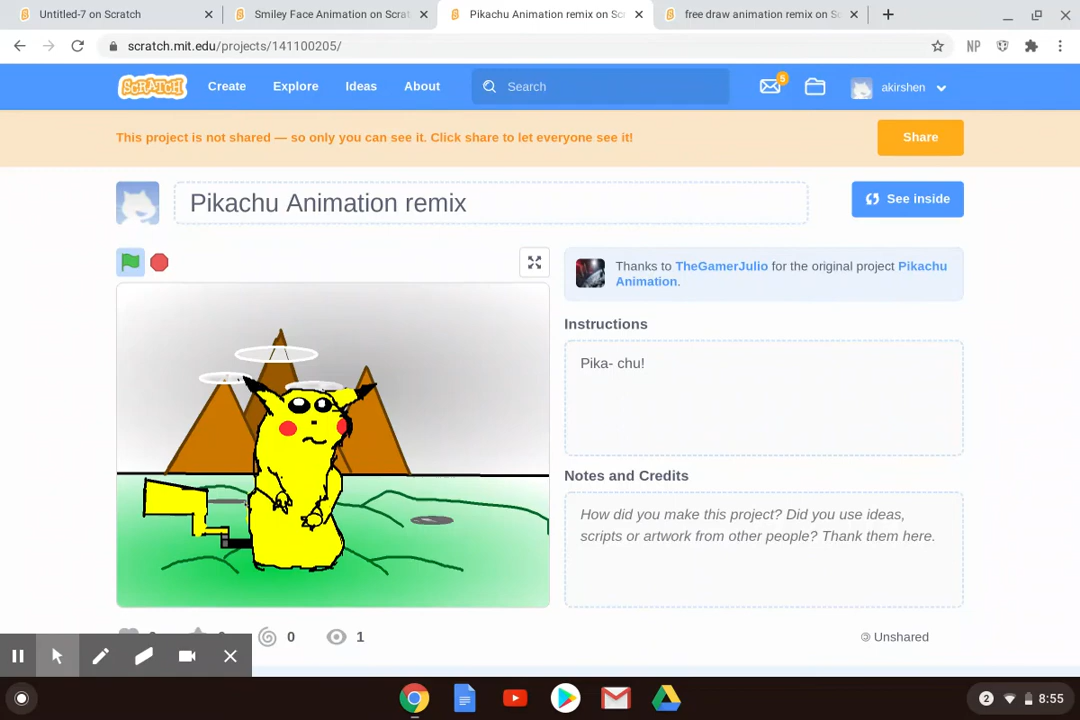 Untitled-7 on Scratch
Smiley Face Animation on Scrat
Pikachu Animation remix on Scr
free draw animation remix on Sc
scratch.mit.edu/projects/141100205/
NP
SCRATCH
Create
Explore
Ideas
About
Search
5
akirshen
This project is not shared — so only you can see it. Click share to let everyone see it!
Share
Pikachu Animation remix
See inside
Thanks to TheGamerJulio for the original project Pikachu
Animation.
Instructions
Pika- chu!
Notes and Credits
How did you make this project? Did you use ideas,
scripts or artwork from other people? Thank them here.
0
1
Unshared
2
8:55